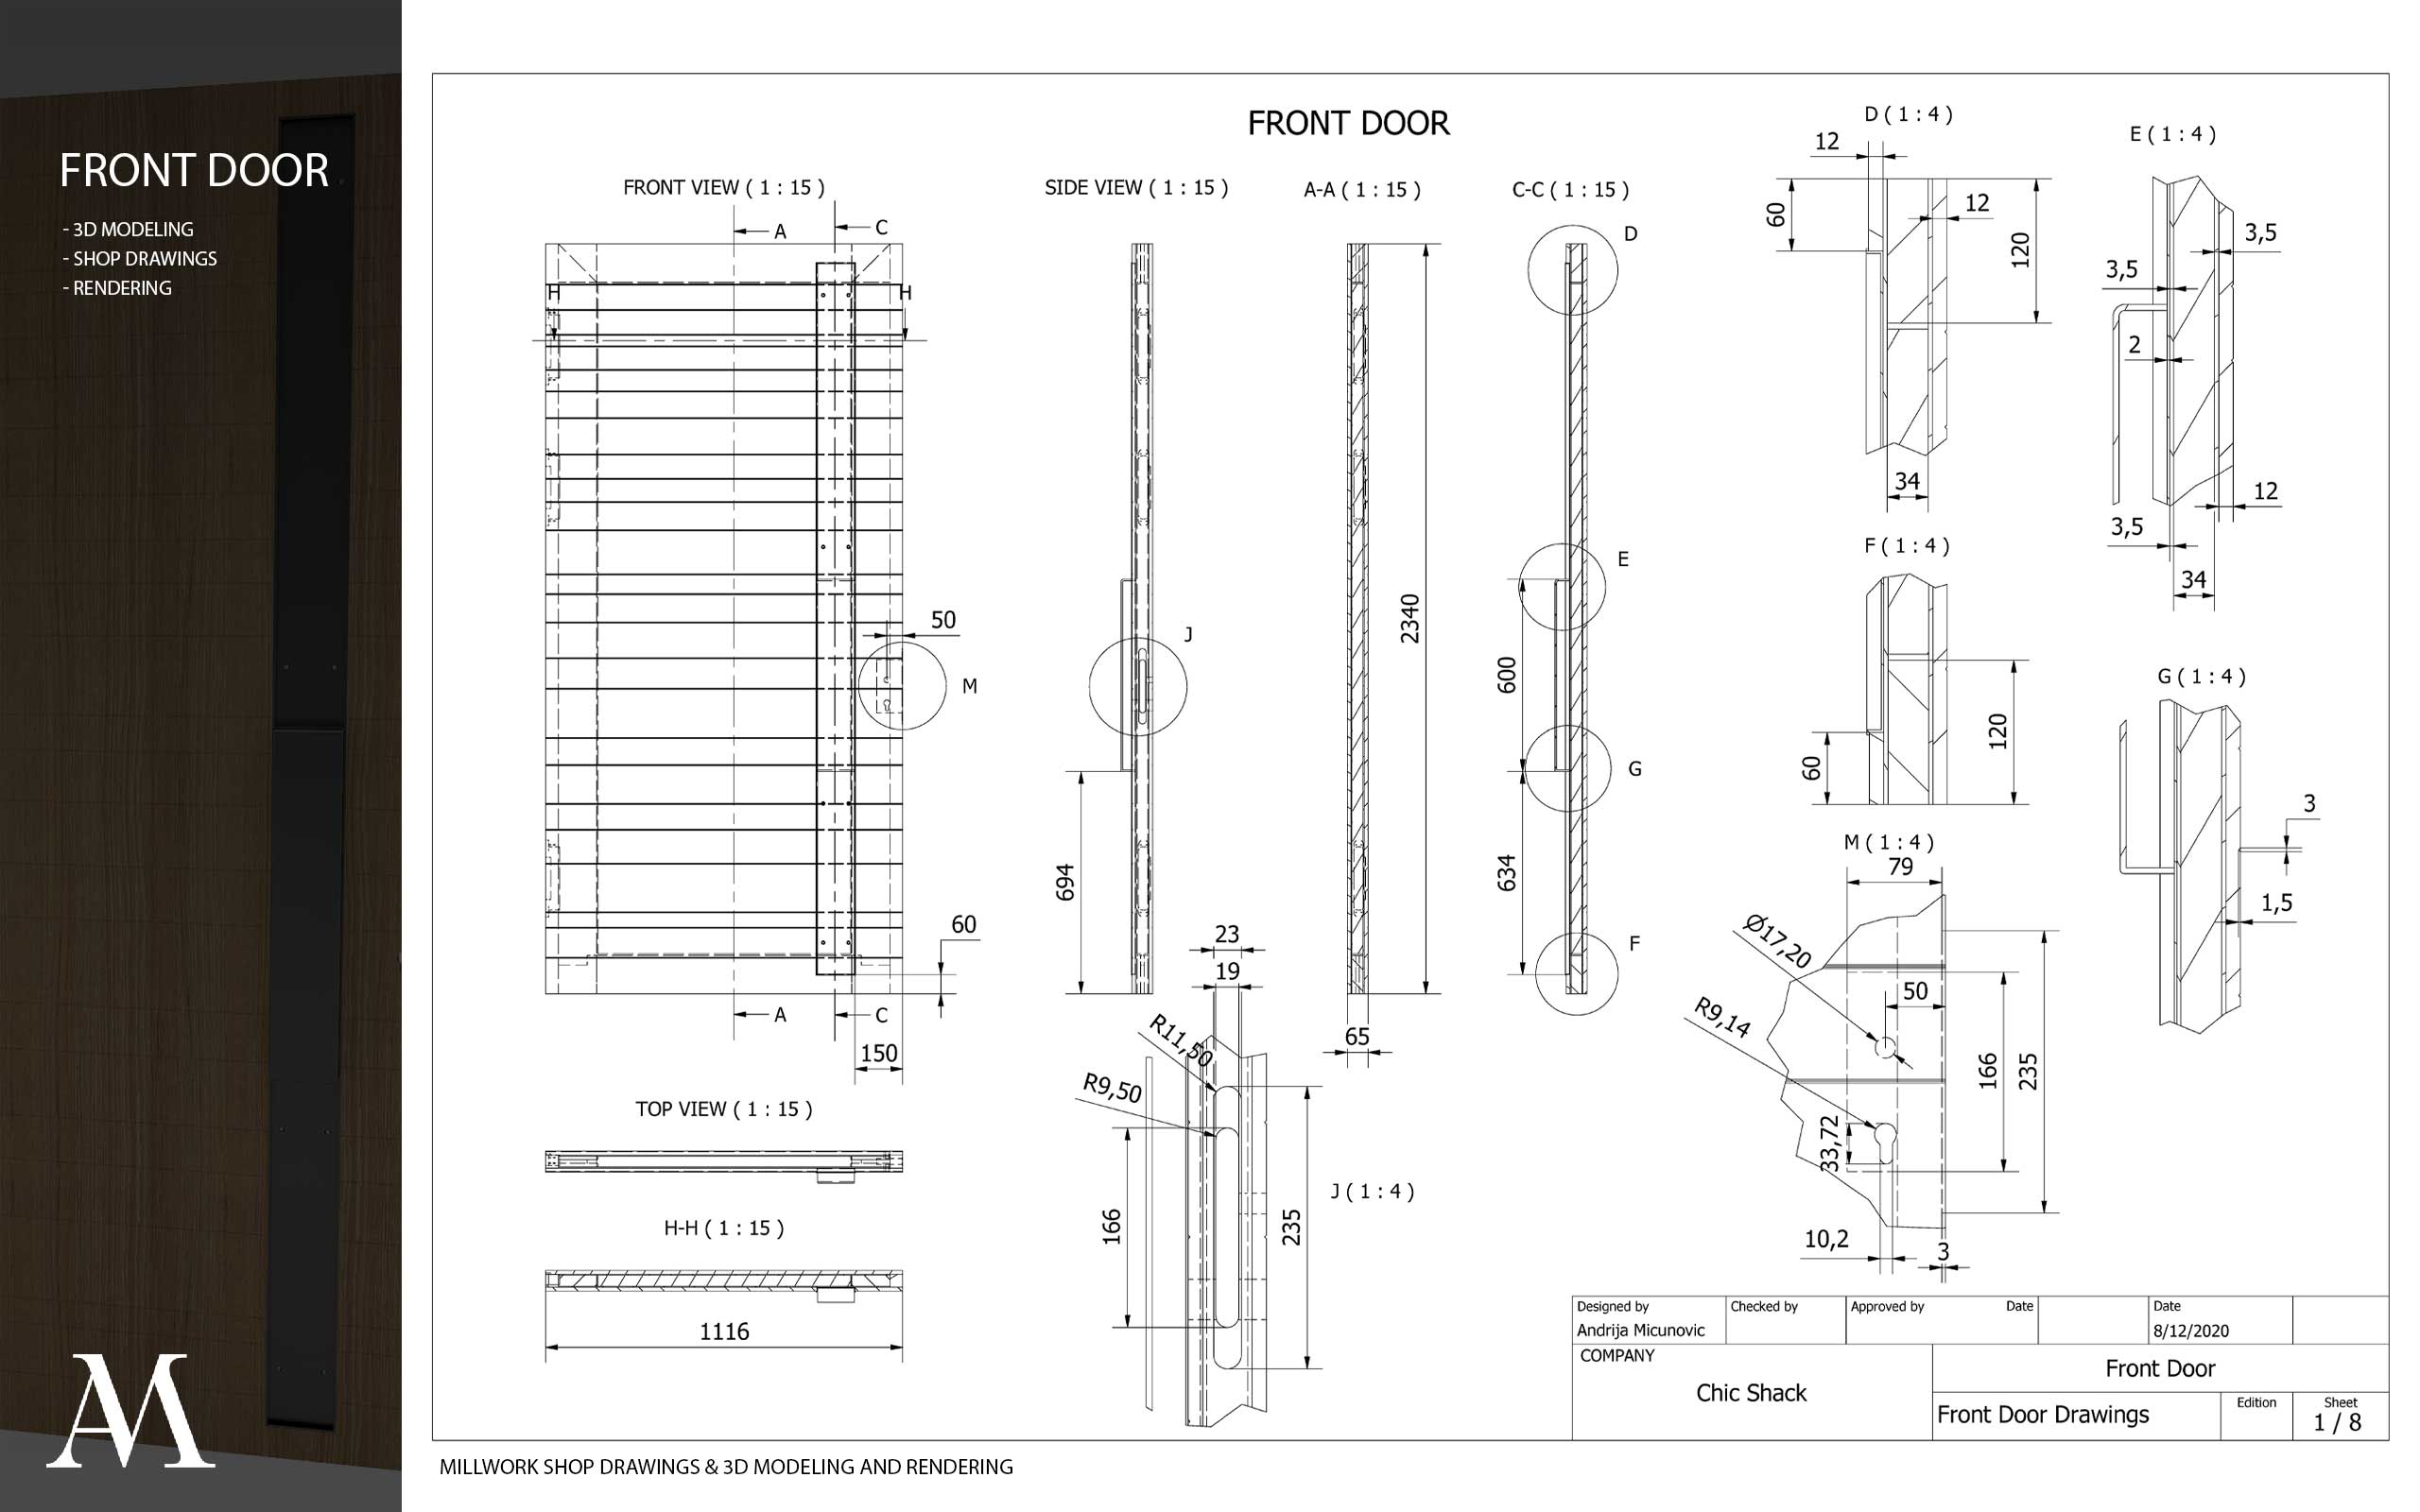 FRONT DOOR
- 3D MODELING
- SHOP DRAWINGS
- RENDERING
AM
FRONT DOOR
FRONT VIEW ( 1 : 15 )
A
C
H
H
50
M
60
A
C
150
SIDE VIEW ( 1 : 15 )
J
694
A-A ( 1 : 15 )
2340
65
C-C ( 1 : 15 )
D
E
600
G
634
F
D ( 1 : 4 )
12
60
12
120
34
E ( 1 : 4 )
3,5
3,5
2
12
3,5
34
F ( 1 : 4 )
120
60
G ( 1 : 4 )
3
1,5
M ( 1 : 4 )
79
Ø17,20
50
R9,14
166
235
33,72
10,2
3
TOP VIEW ( 1 : 15 )
H-H ( 1 : 15 )
1116
23
19
R11,50
R9,50
166
235
J ( 1 : 4 )
Designed by
Andrija Micunovic
Checked by
Approved by
Date
Date
8/12/2020
COMPANY
Chic Shack
Front Door
Front Door Drawings
Edition
Sheet
1 / 8
MILLWORK SHOP DRAWINGS & 3D MODELING AND RENDERING